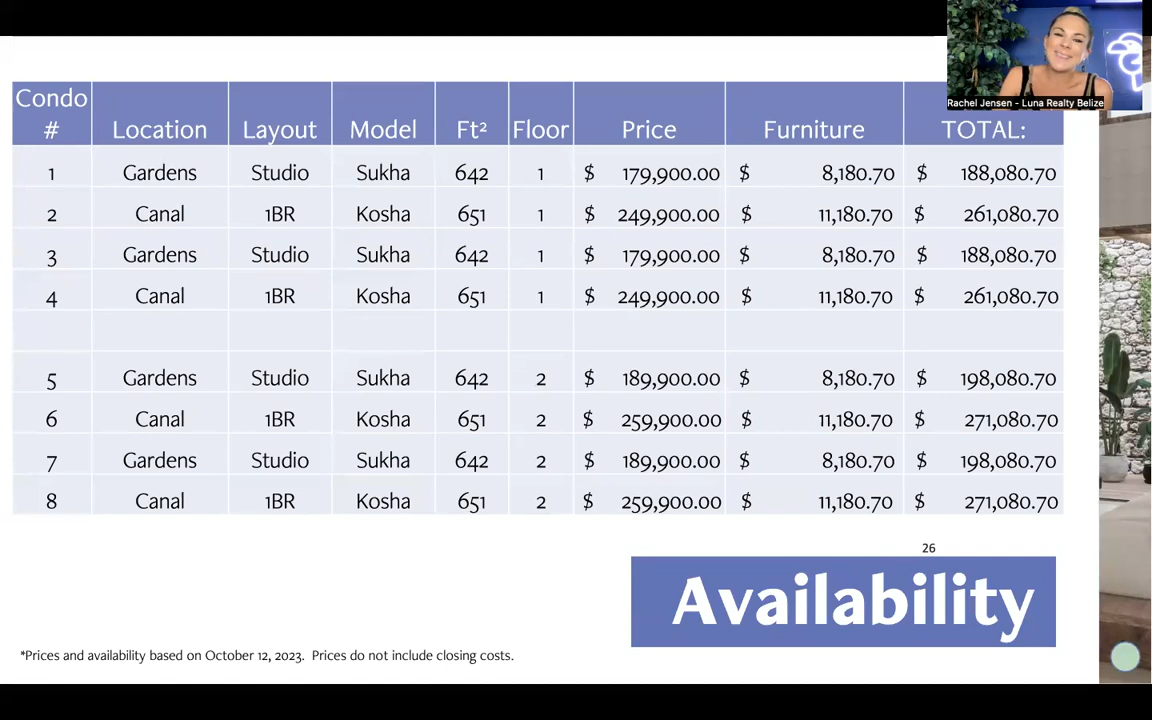 Rachel Jensen - Luna Realty Belize
Condo # Location Layout Model Ft² Floor Price Furniture TOTAL:
1 Gardens Studio Sukha 642 1 $ 179,900.00 $ 8,180.70 $ 188,080.70
2 Canal 1BR Kosha 651 1 $ 249,900.00 $ 11,180.70 $ 261,080.70
3 Gardens Studio Sukha 642 1 $ 179,900.00 $ 8,180.70 $ 188,080.70
4 Canal 1BR Kosha 651 1 $ 249,900.00 $ 11,180.70 $ 261,080.70
5 Gardens Studio Sukha 642 2 $ 189,900.00 $ 8,180.70 $ 198,080.70
6 Canal 1BR Kosha 651 2 $ 259,900.00 $ 11,180.70 $ 271,080.70
7 Gardens Studio Sukha 642 2 $ 189,900.00 $ 8,180.70 $ 198,080.70
8 Canal 1BR Kosha 651 2 $ 259,900.00 $ 11,180.70 $ 271,080.70
26
Availability
*Prices and availability based on October 12, 2023. Prices do not include closing costs.